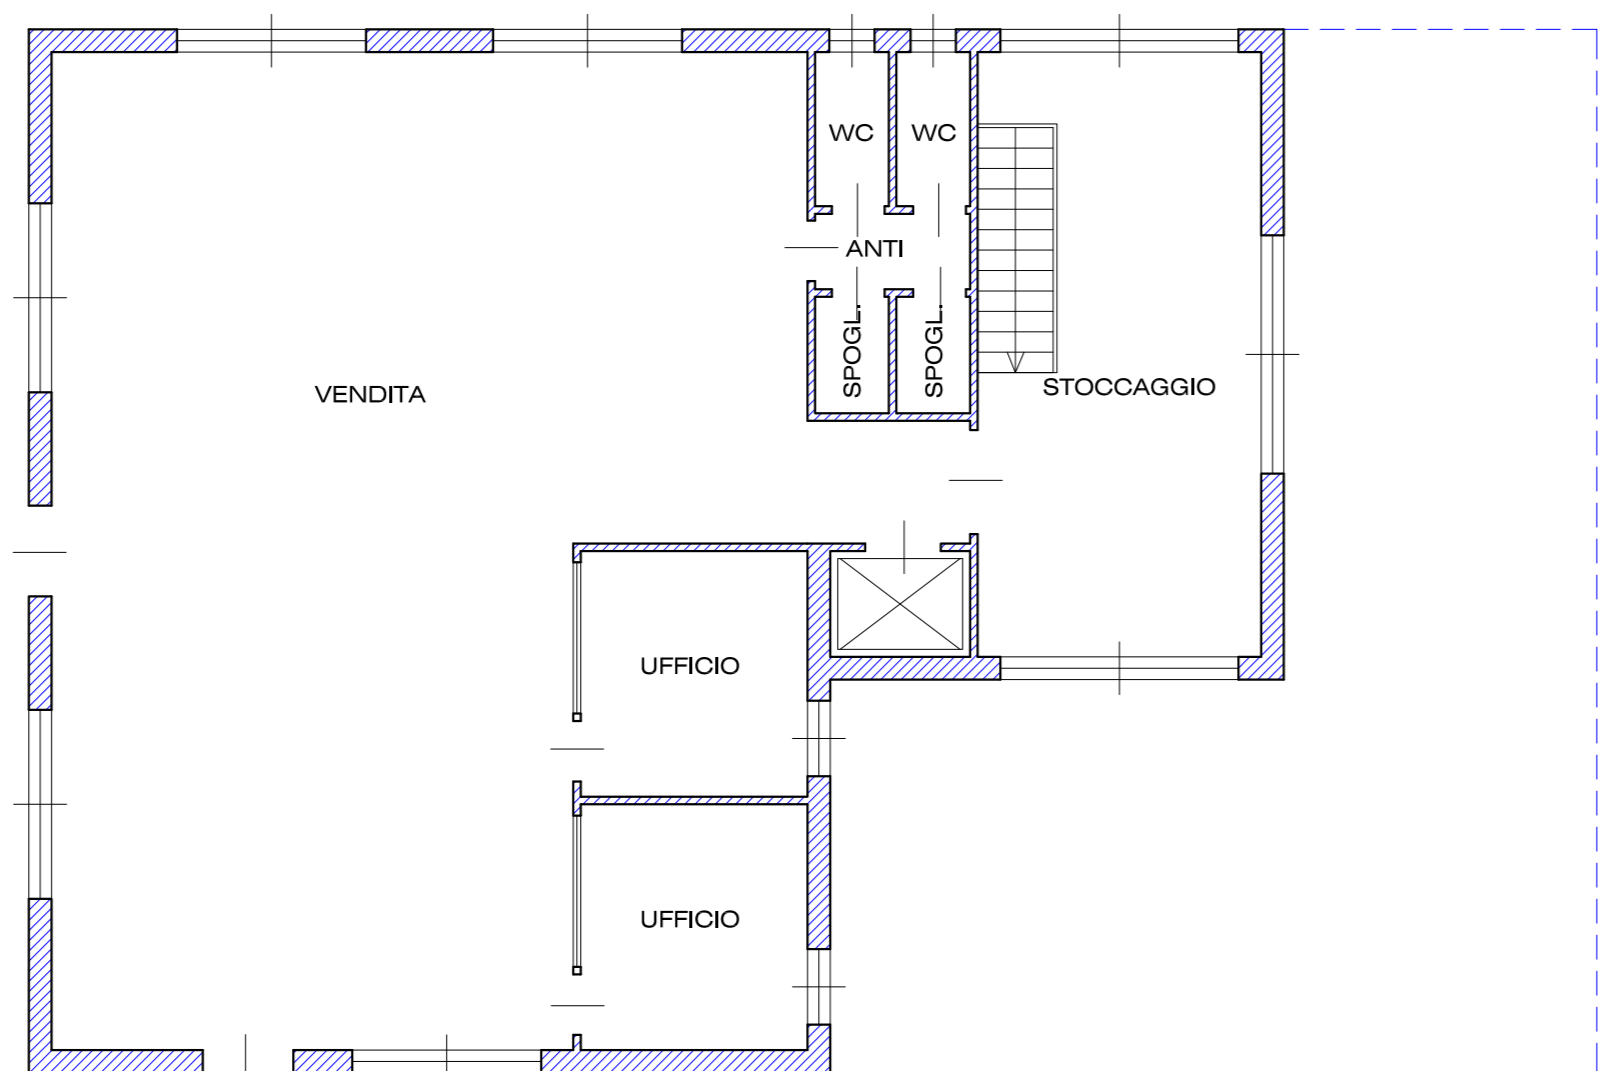 WC
WC
ANTI
SPOGL.
SPOGL.
VENDITA
STOCCAGGIO
UFFICIO
UFFICIO